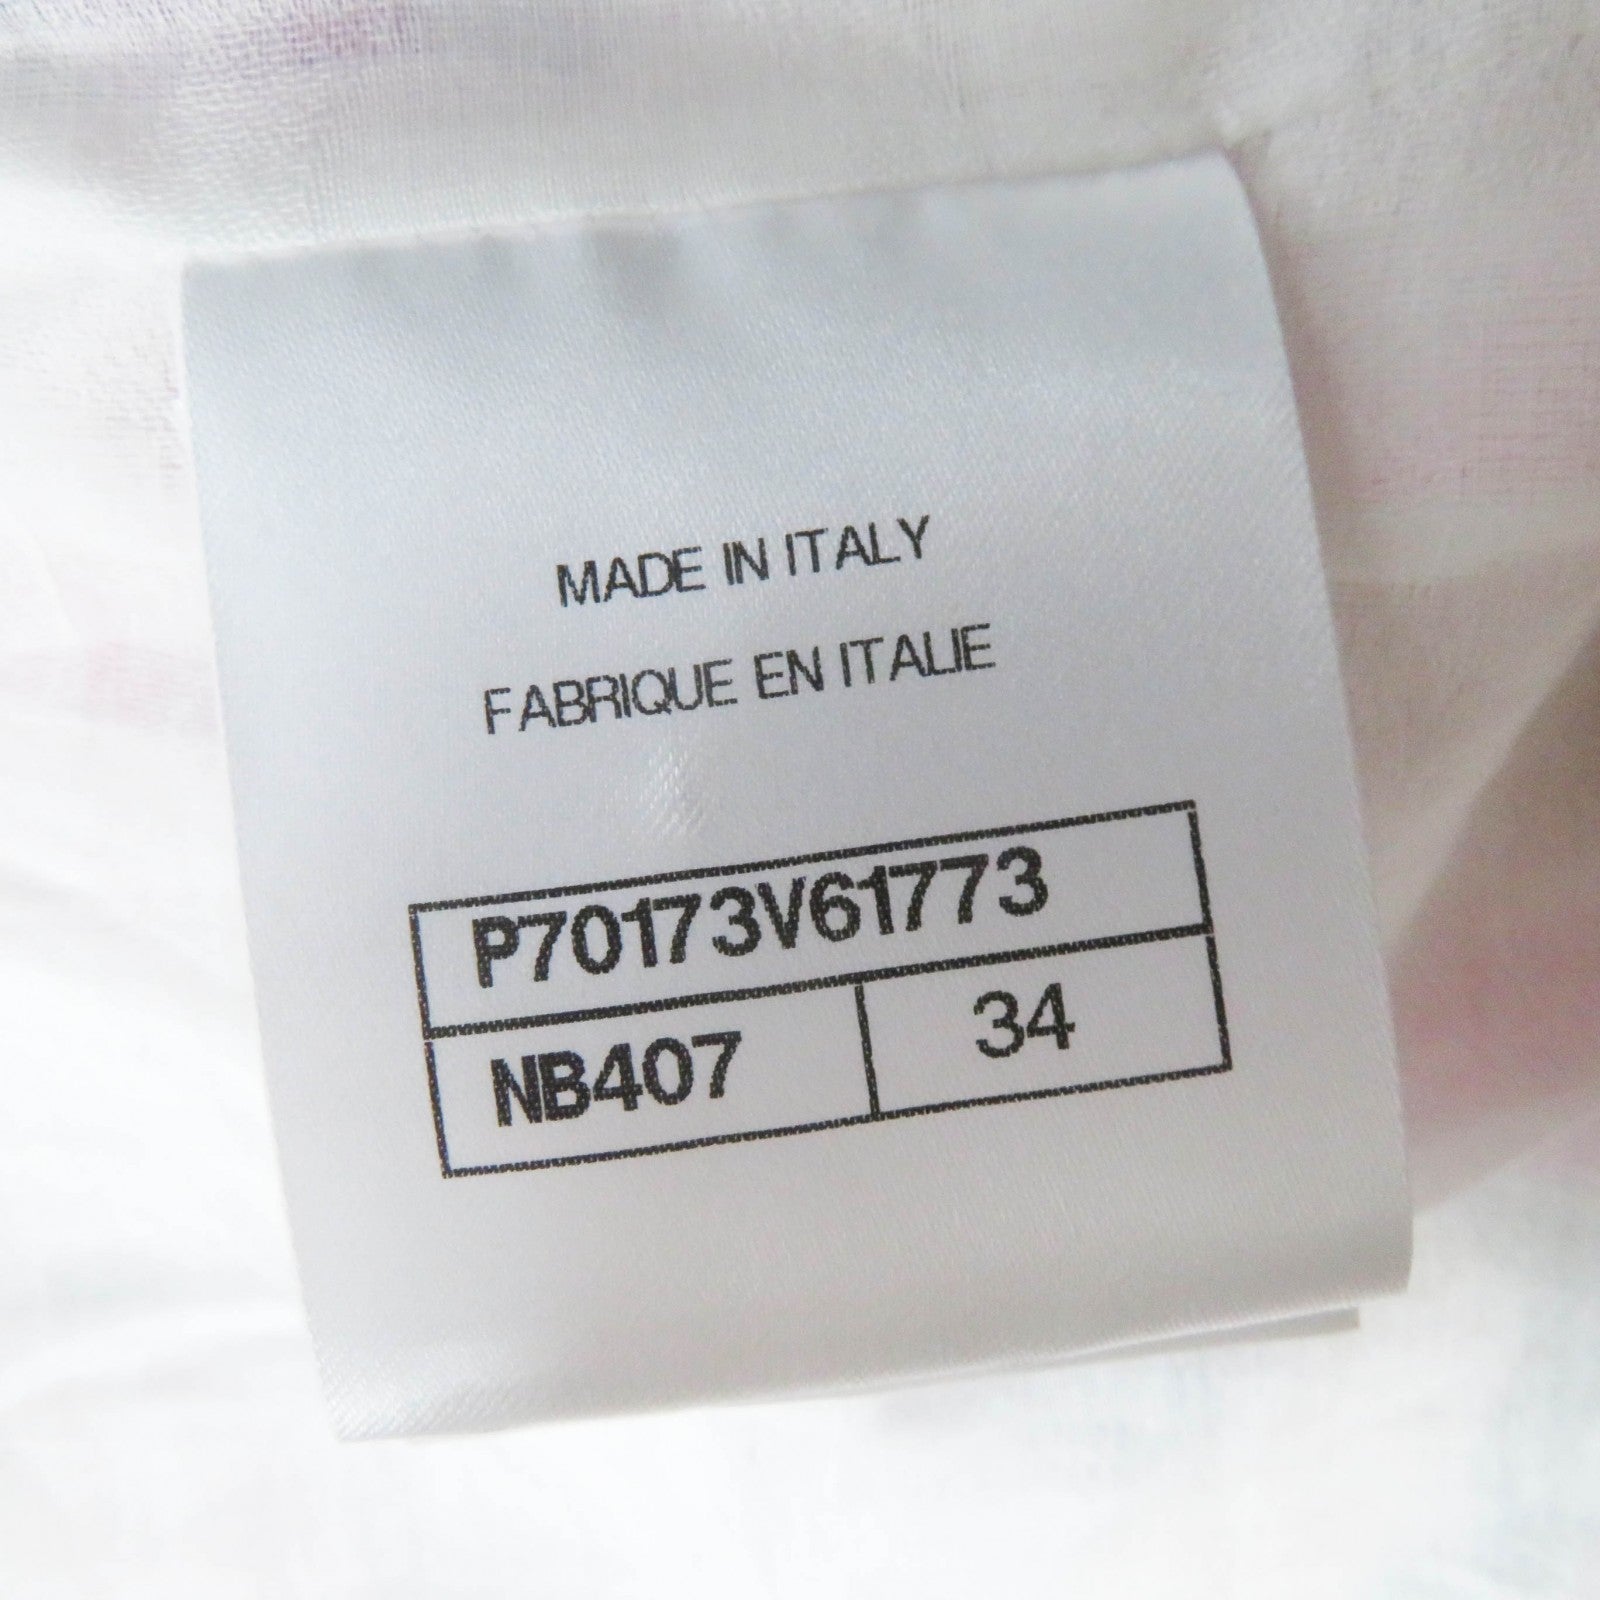 MADE IN ITALY
FABRIQUE EN ITALIE
P70173V61773
NB407 34